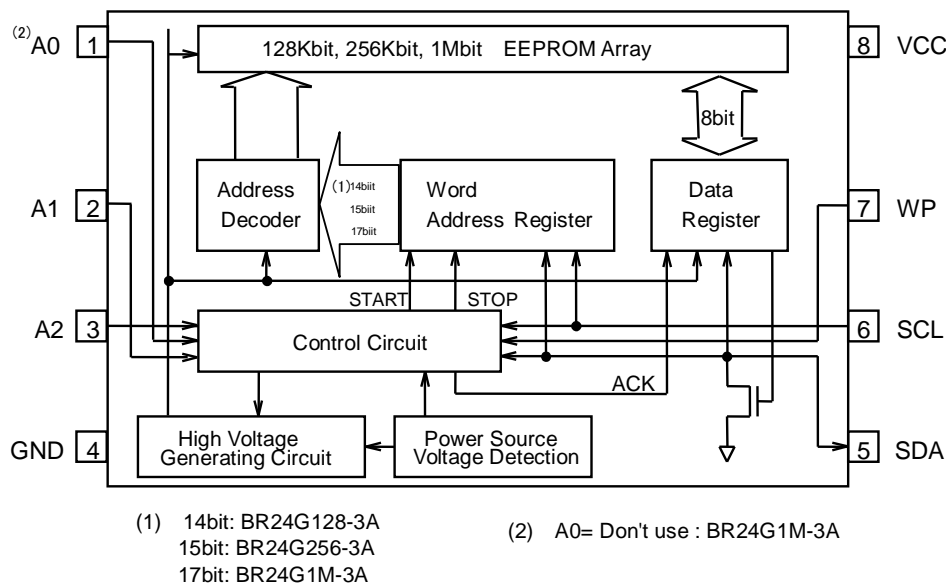 (2) A0 1
128Kbit, 256Kbit, 1Mbit EEPROM Array
8 VCC
8bit
A1 2
Address
Decoder
(1) 14biit
15biit
17biit
Word
Address Register
Data
Register
7 WP
START
STOP
A2 3
Control Circuit
6 SCL
ACK
GND 4
High Voltage
Generating Circuit
Power Source
Voltage Detection
5 SDA
(1) 14bit: BR24G128-3A
15bit: BR24G256-3A
17bit: BR24G1M-3A
(2) A0= Don't use : BR24G1M-3A